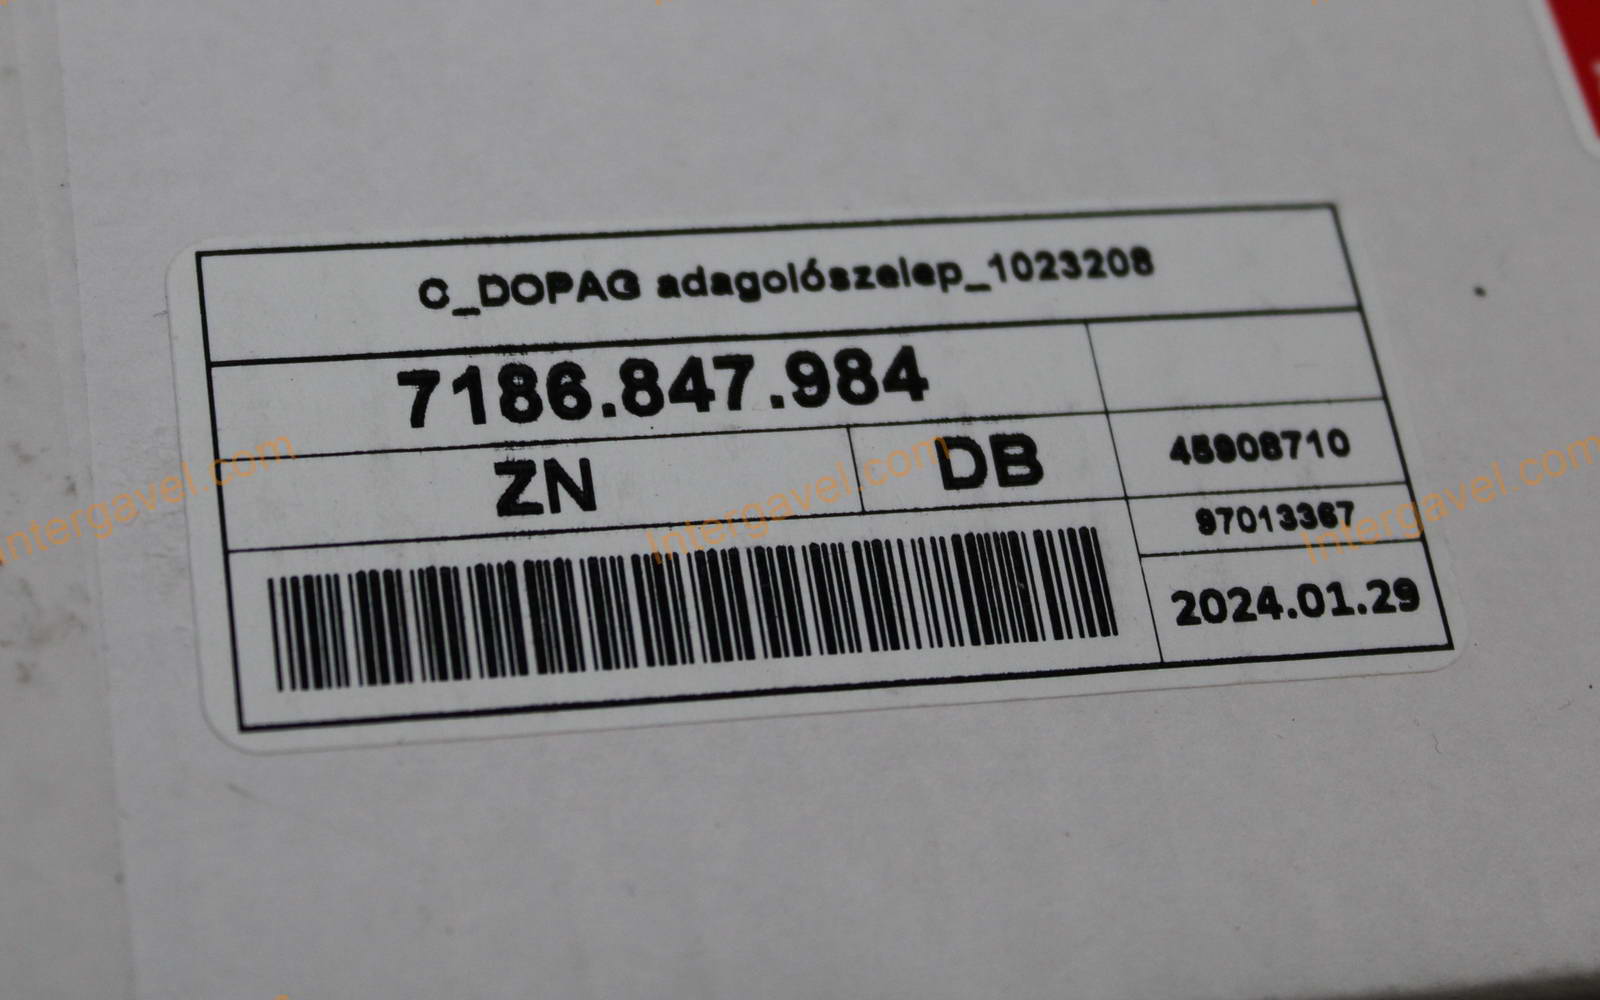 C_DOPAG adagolószelep_1023208
7186.847.984
ZN
DB
45908710
97013367
2024.01.29
Intergavel.com
Intergavel.com
Intergavel.com